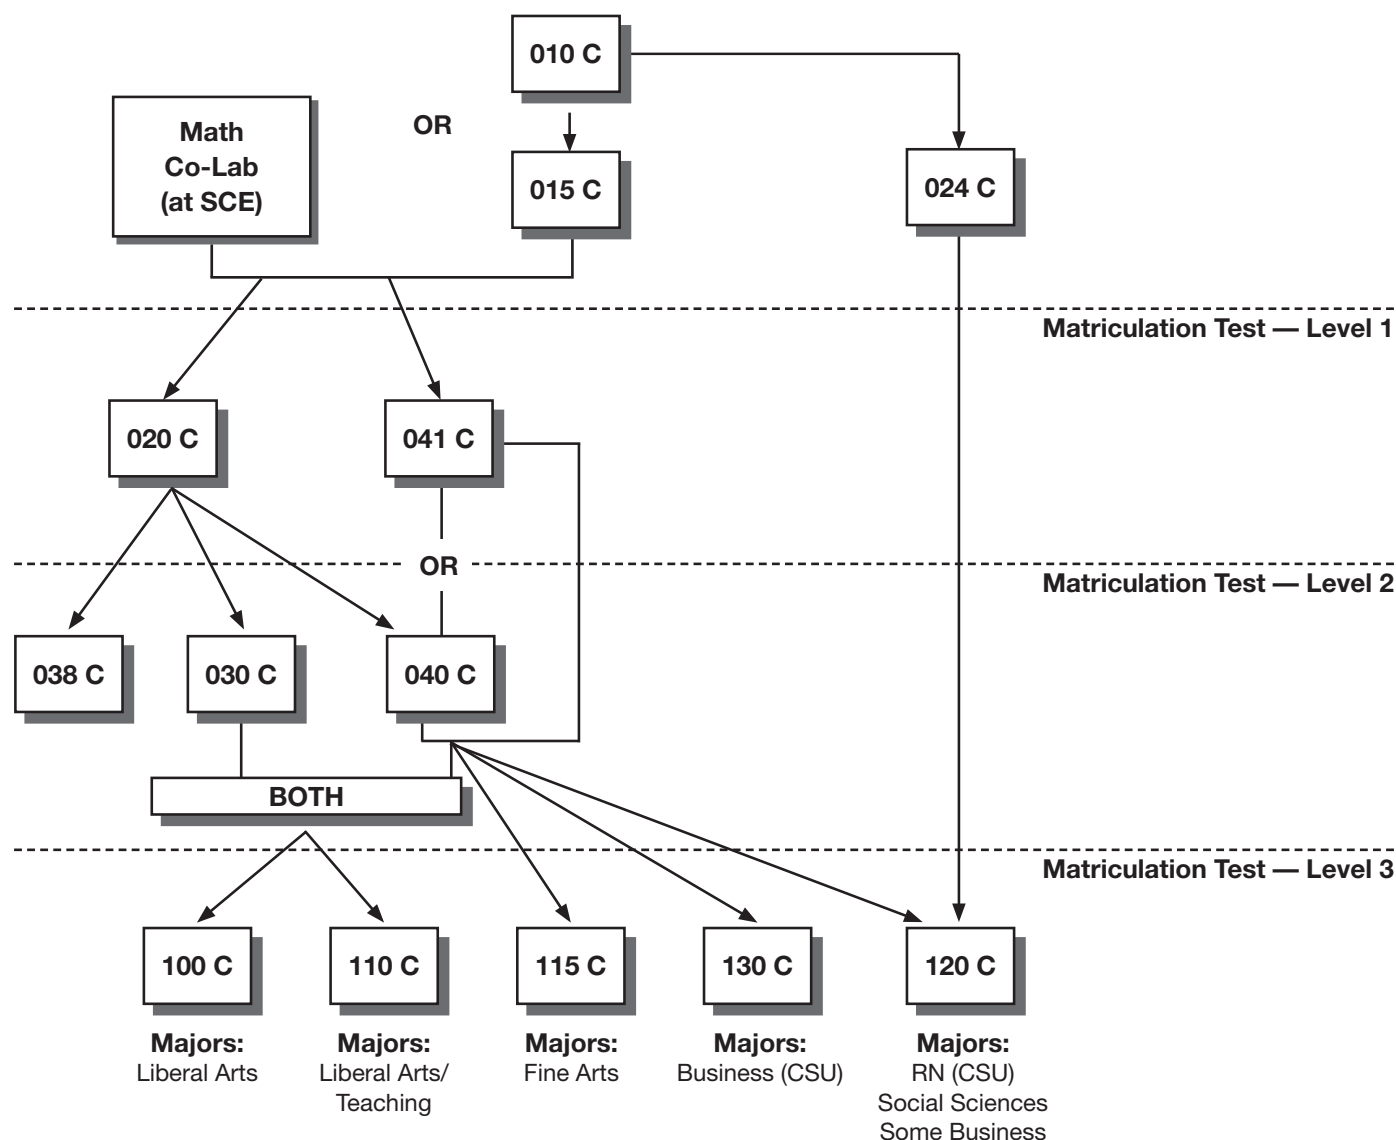 010 C
Math
Co-Lab
(at SCE)
OR
015 C
024 C
Matriculation Test — Level 1
020 C
041 C
OR
Matriculation Test — Level 2
038 C
030 C
040 C
BOTH
Matriculation Test — Level 3
100 C
110 C
115 C
130 C
120 C
Majors:
Liberal Arts
Majors:
Liberal Arts/
Teaching
Majors:
Fine Arts
Majors:
Business (CSU)
Majors:
RN (CSU)
Social Sciences
Some Business